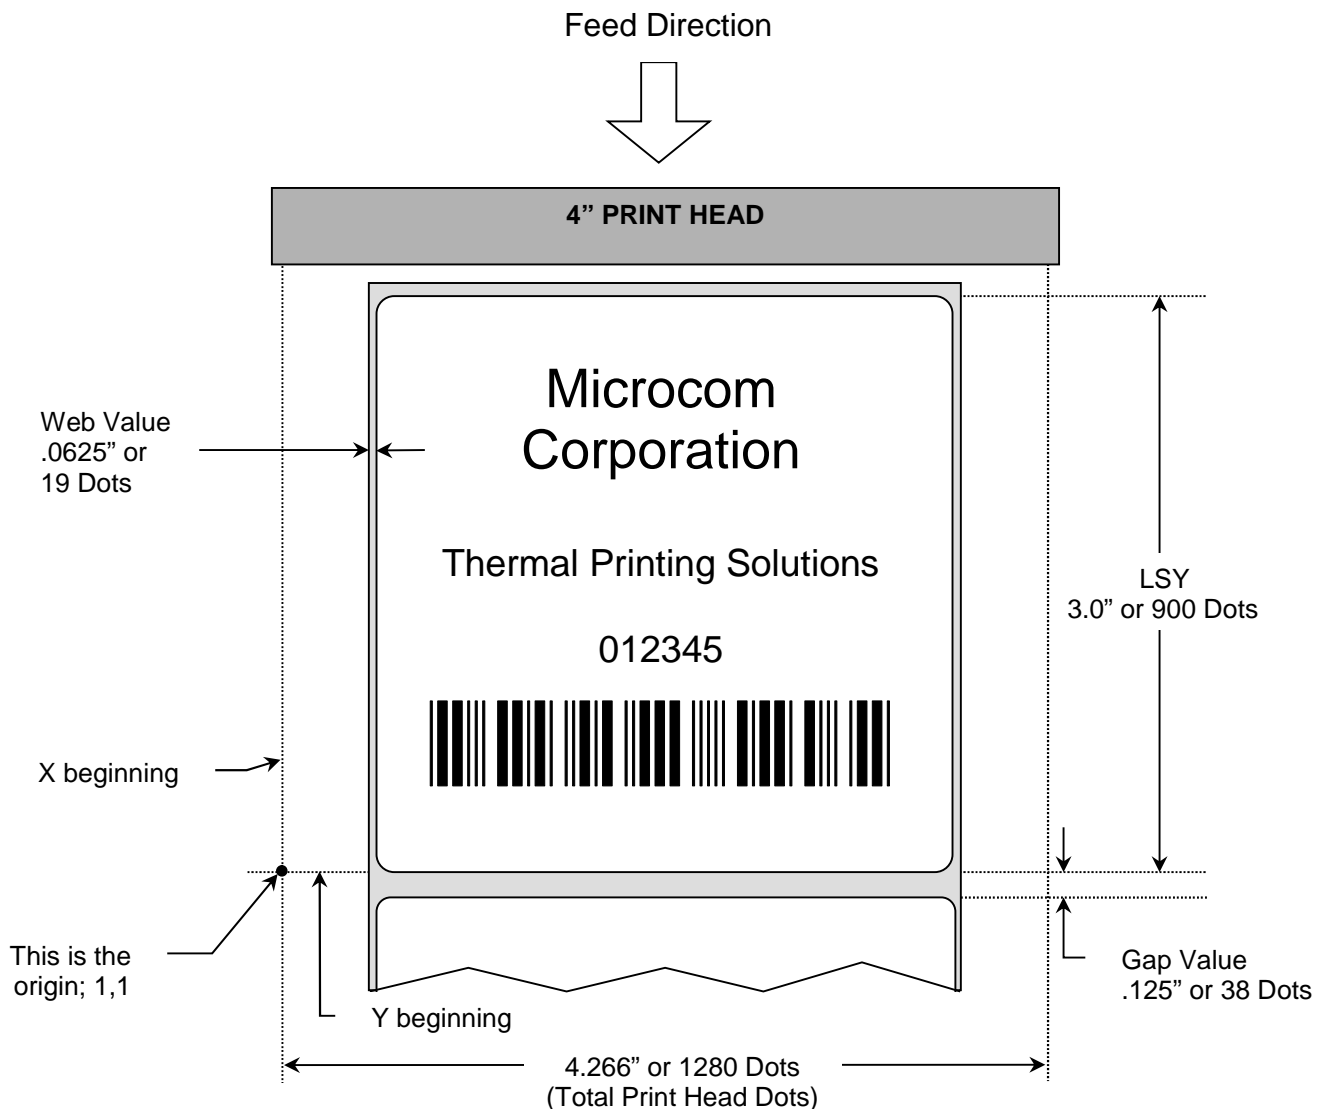 Feed Direction
4” PRINT HEAD
Microcom
Corporation
Web Value
.0625” or
19 Dots
Thermal Printing Solutions
LSY
3.0” or 900 Dots
012345
X beginning
This is the
origin; 1,1
Gap Value
.125” or 38 Dots
Y beginning
4.266” or 1280 Dots
(Total Print Head Dots)